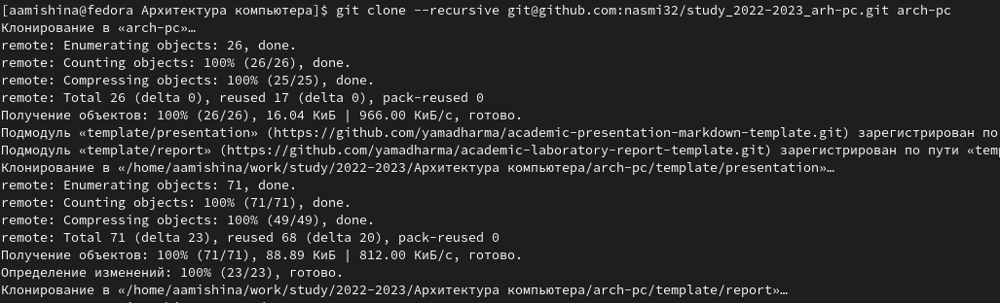 [aamishina@fedora Архитектура компьютера]$ git clone --recursive git@github.com:nasmi32/study_2022-2023_arh-pc.git arch-pc
Клонирование в «arch-pc»…
remote: Enumerating objects: 26, done.
remote: Counting objects: 100% (26/26), done.
remote: Compressing objects: 100% (25/25), done.
remote: Total 26 (delta 0), reused 17 (delta 0), pack-reused 0
Получение объектов: 100% (26/26), 16.04 КиБ | 966.00 КиБ/с, готово.
Подмодуль «template/presentation» (https://github.com/yamadharma/academic-presentation-markdown-template.git) зарегистрирован по
Подмодуль «template/report» (https://github.com/yamadharma/academic-laboratory-report-template.git) зарегистрирован по пути «tem
Клонирование в «/home/aamishina/work/study/2022-2023/Архитектура компьютера/arch-pc/template/presentation»…
remote: Enumerating objects: 71, done.
remote: Counting objects: 100% (71/71), done.
remote: Compressing objects: 100% (49/49), done.
remote: Total 71 (delta 23), reused 68 (delta 20), pack-reused 0
Получение объектов: 100% (71/71), 88.89 КиБ | 812.00 КиБ/с, готово.
Определение изменений: 100% (23/23), готово.
Клонирование в «/home/aamishina/work/study/2022-2023/Архитектура компьютера/arch-pc/template/report»…